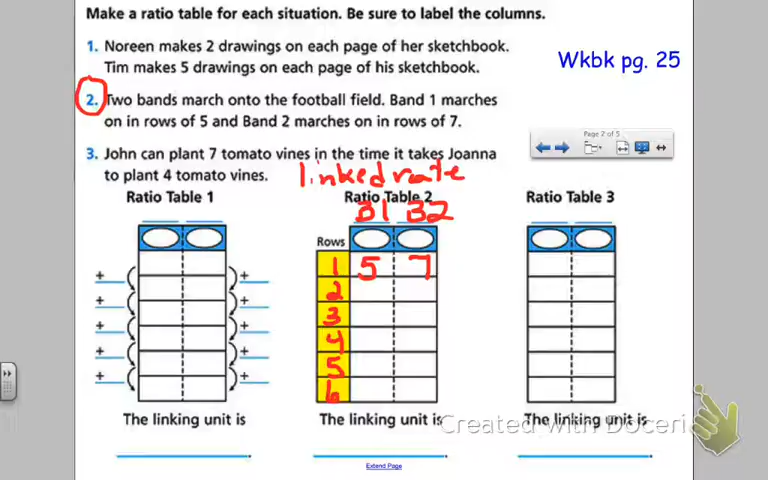 Make a ratio table for each situation. Be sure to label the columns.
1. Noreen makes 2 drawings on each page of her sketchbook.
Tim makes 5 drawings on each page of his sketchbook.
Wkbk pg. 25
2. Two bands march onto the football field. Band 1 marches
on in rows of 5 and Band 2 marches on in rows of 7.
Page 2 of 5
3. John can plant 7 tomato vines in the time it takes Joanna
to plant 4 tomato vines.
linked rate
Ratio Table 1 Ratio Table 2 Ratio Table 3
B1 B2
Rows
1 5 7
+ +
2
+ +
3
+ +
4
+ +
5
+ +
6
The linking unit is The linking unit is The linking unit is
Created with Doceri
Extend Page